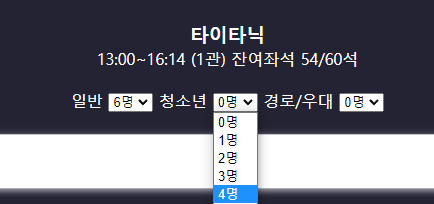 타이타닉
13:00~16:14 (1관) 잔여좌석 54/60석
일반 6명 청소년 0명 경로/우대 0명
0명
1명
2명
3명
4명